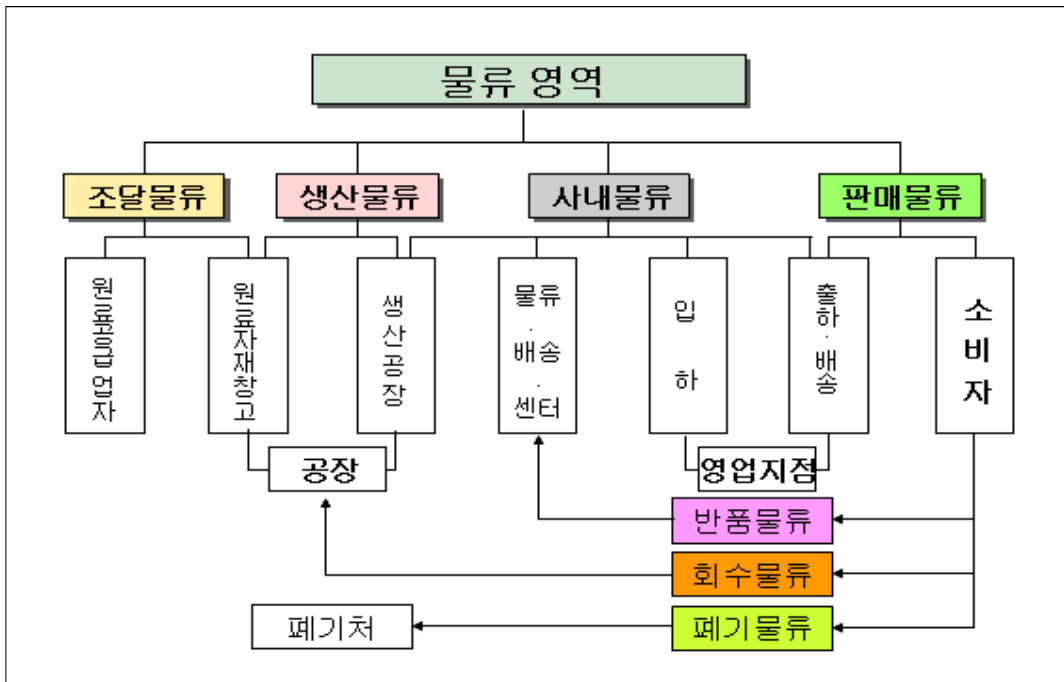 물류 영역
조달물류
생산물류
사내물류
판매물류
원료공급업자
원료자재창고
생산공장
물류·배송·센터
입하
출하·배송
소비자
공장
영업지점
반품물류
회수물류
폐기처
폐기물류